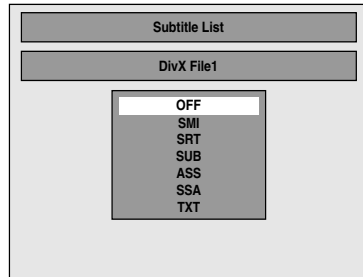 Subtitle List
DivX File1
OFF
SMI
SRT
SUB
ASS
SSA
TXT